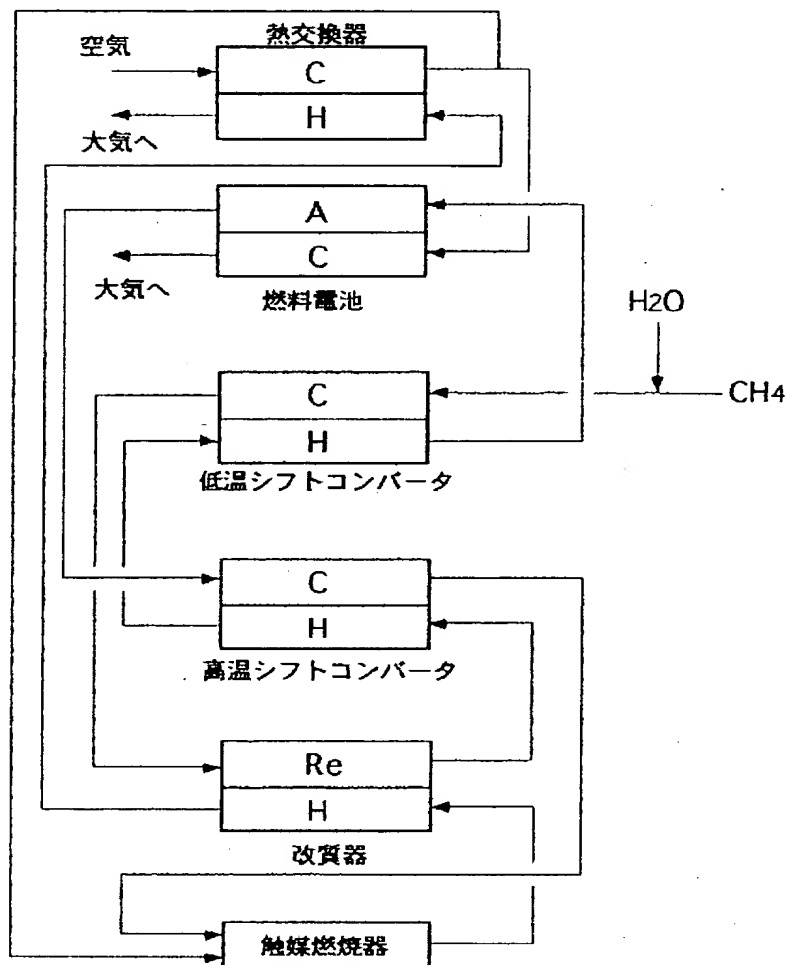 熱交換器
空気
C
H
大気へ
A
C
大気へ
燃料電池
H2O
C
CH4
H
低温シフトコンバータ
C
H
高温シフトコンバータ
Re
H
改質器
触媒燃焼器